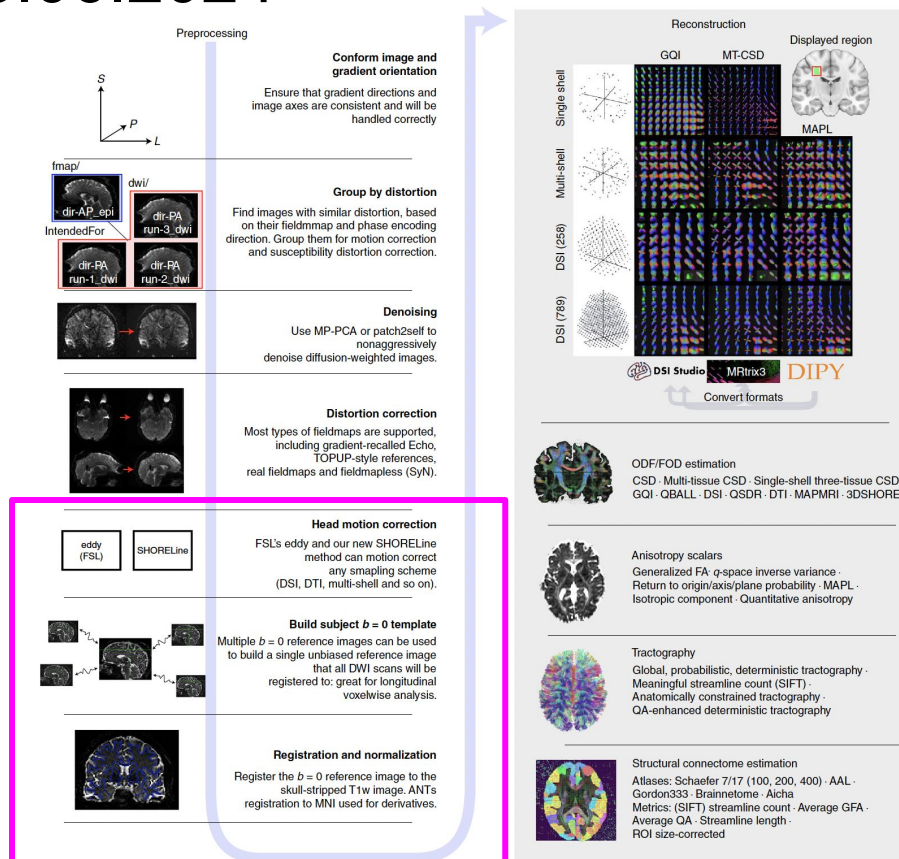 Preprocessing
Conform image and
gradient orientation
Ensure that gradient directions and
image axes are consistent and will be
handled correctly
S
P
L
fmap/
dwi/
dir-AP_epi
dir-PA
run-3_dwi
IntendedFor
dir-PA
run-1_dwi
dir-PA
run-2_dwi
Group by distortion
Find images with similar distortion, based
on their fieldmmap and phase encoding
direction. Group them for motion correction
and susceptibility distortion correction.
Denoising
Use MP-PCA or patch2self to
nonaggressively
denoise diffusion-weighted images.
Distortion correction
Most types of fieldmaps are supported,
including gradient-recalled Echo,
TOPUP-style references,
real fieldmaps and fieldmapless (SyN).
eddy
(FSL)
SHORELine
Head motion correction
FSL's eddy and our new SHORELine
method can motion correct
any smapling scheme
(DSI, DTI, multi-shell and so on).
Build subject b = 0 template
Multiple b = 0 reference images can be used
to build a single unbiased reference image
that all DWI scans will be
registered to: great for longitudinal
voxelwise analysis.
Registration and normalization
Register the b = 0 reference image to the
skull-stripped T1w image. ANTs
registration to MNI used for derivatives.
Reconstruction
Displayed region
GQI
MT-CSD
MAPL
Single shell
Multi-shell
DSI (258)
DSI (789)
DSI Studio
MRtrix3
DIPY
Convert formats
ODF/FOD estimation
CSD · Multi-tissue CSD · Single-shell three-tissue CSD
GQI · QBALL · DSI · QSDR · DTI · MAPMRI · 3DSHORE
Anisotropy scalars
Generalized FA· q-space inverse variance ·
Return to origin/axis/plane probability · MAPL ·
Isotropic component · Quantitative anisotropy
Tractography
Global, probabilistic, deterministic tractography ·
Meaningful streamline count (SIFT) ·
Anatomically constrained tractography ·
QA-enhanced deterministic tractography
Structural connectome estimation
Atlases: Schaefer 7/17 (100, 200, 400) · AAL ·
Gordon333 · Brainnetome · Aicha
Metrics: (SIFT) streamline count · Average GFA ·
Average QA · Streamline length ·
ROI size-corrected